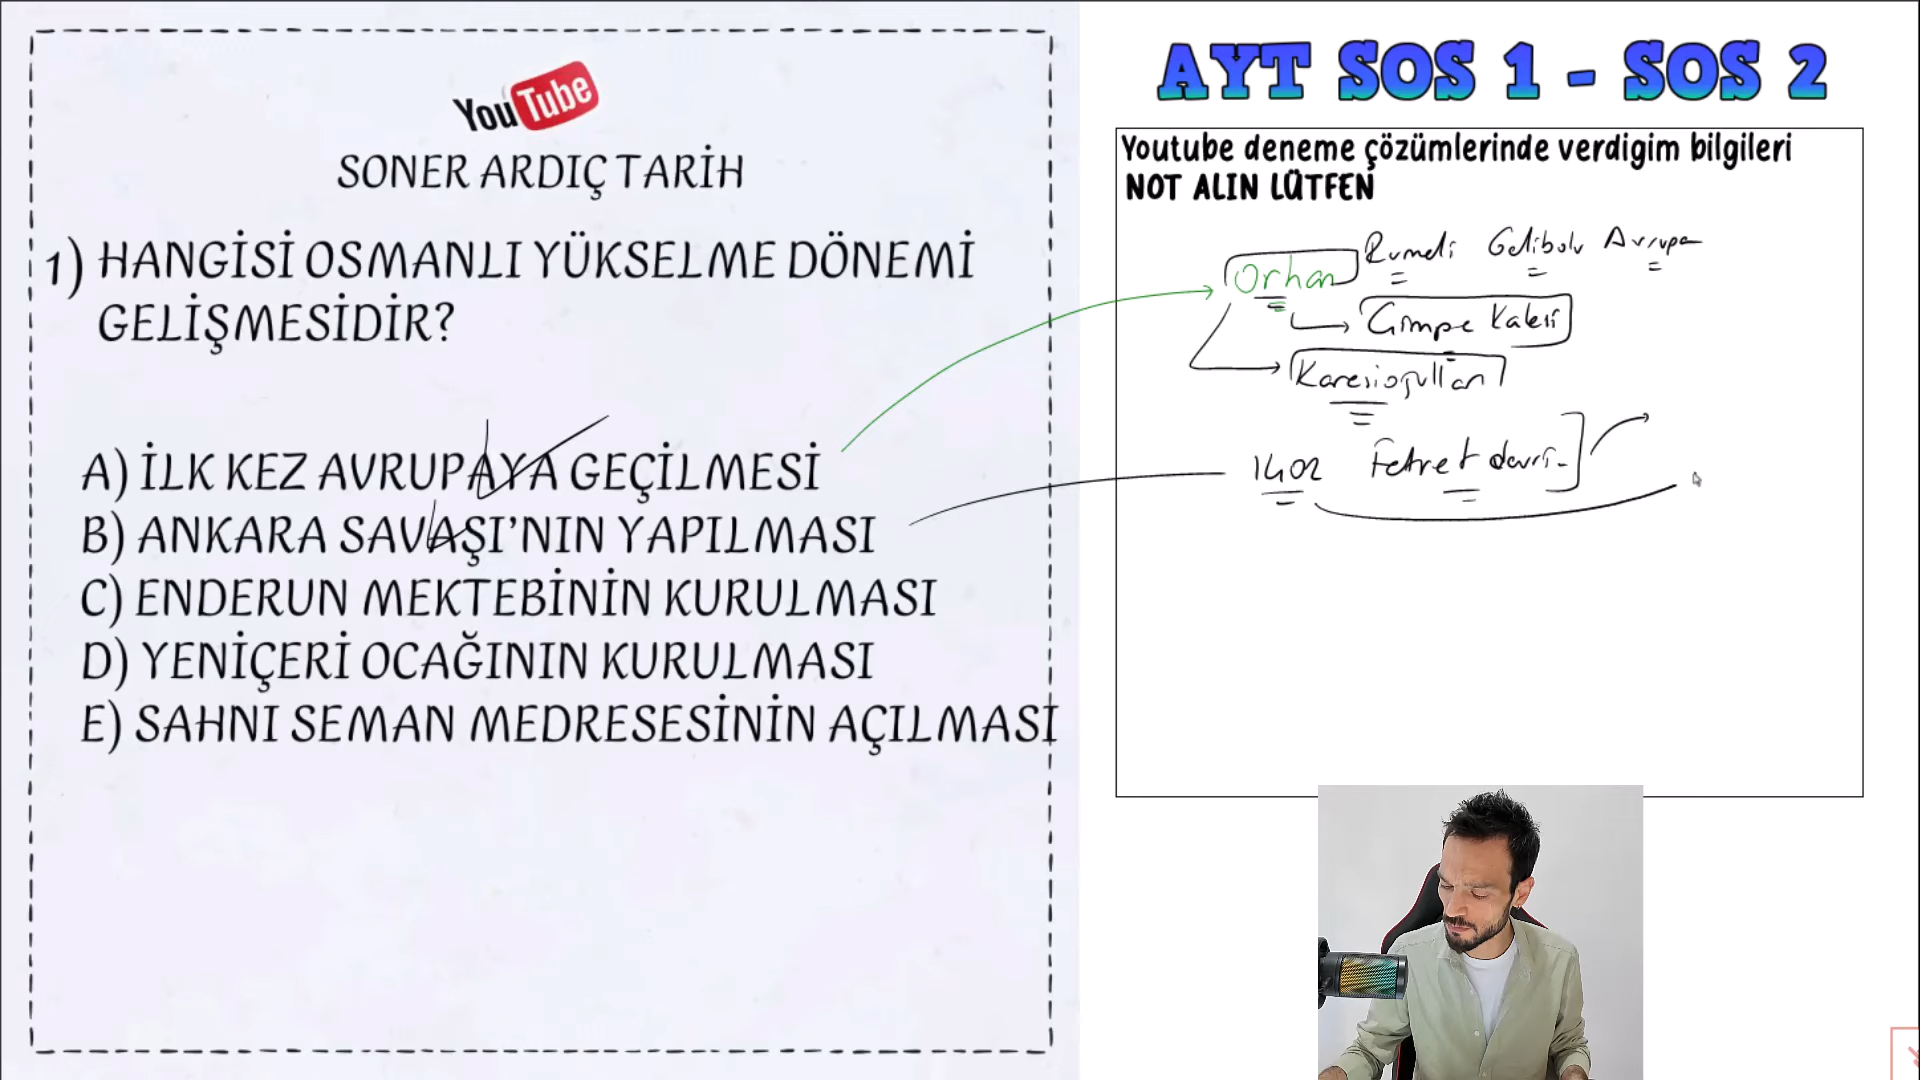 YouTube
SONER ARDIÇ TARİH
1) HANGİSİ OSMANLI YÜKSELME DÖNEMİ
GELİŞMESİDİR?
A) İLK KEZ AVRUPAYA GEÇİLMESİ
B) ANKARA SAVAŞI'NIN YAPILMASI
C) ENDERUN MEKTEBİNİN KURULMASI
D) YENİÇERİ OCAĞININ KURULMASI
E) SAHNI SEMAN MEDRESESİNİN AÇILMASI
AYT SOS 1 - SOS 2
Youtube deneme çözümlerinde verdigim bilgileri
NOT ALIN LÜTFEN
Orhan Rumeli Gelibolu Avrupa
Çimpe Kalesi
Karesioğulları
1402 Fetret devri